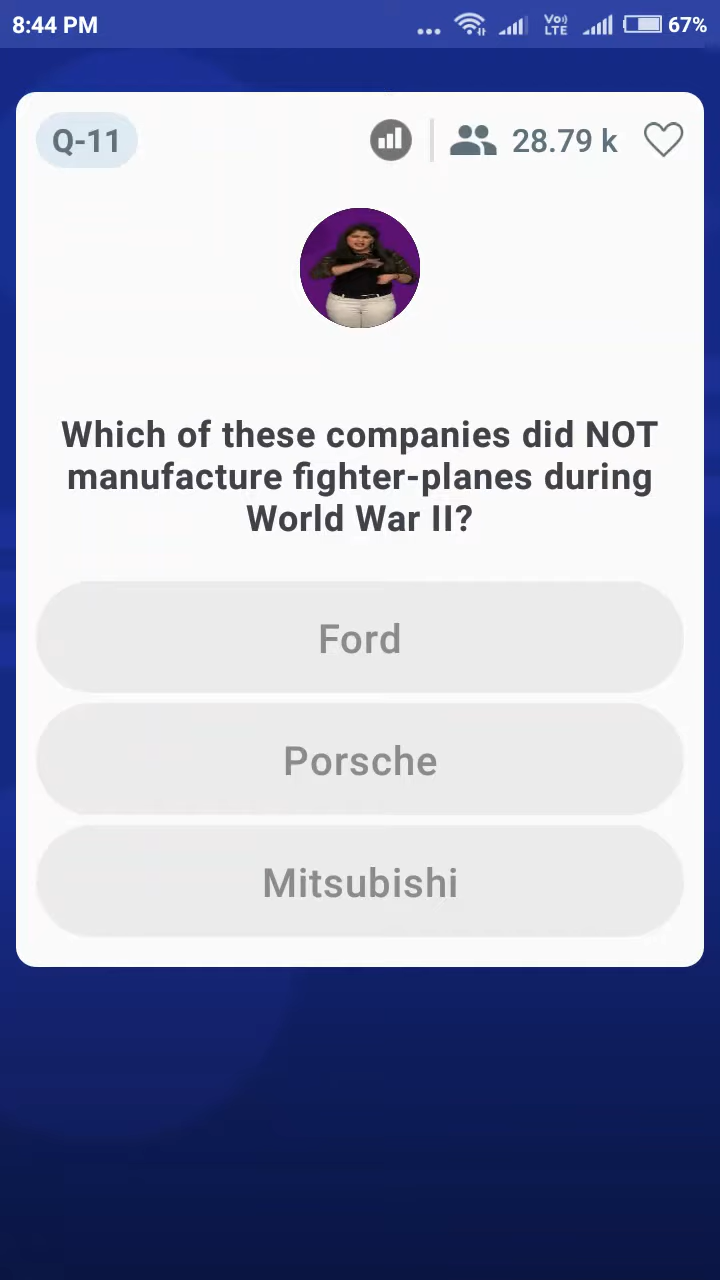 8:44 PM ... Vo) LTE 67%
Q-11 28.79 k
Which of these companies did NOT
manufacture fighter-planes during
World War II?
Ford
Porsche
Mitsubishi